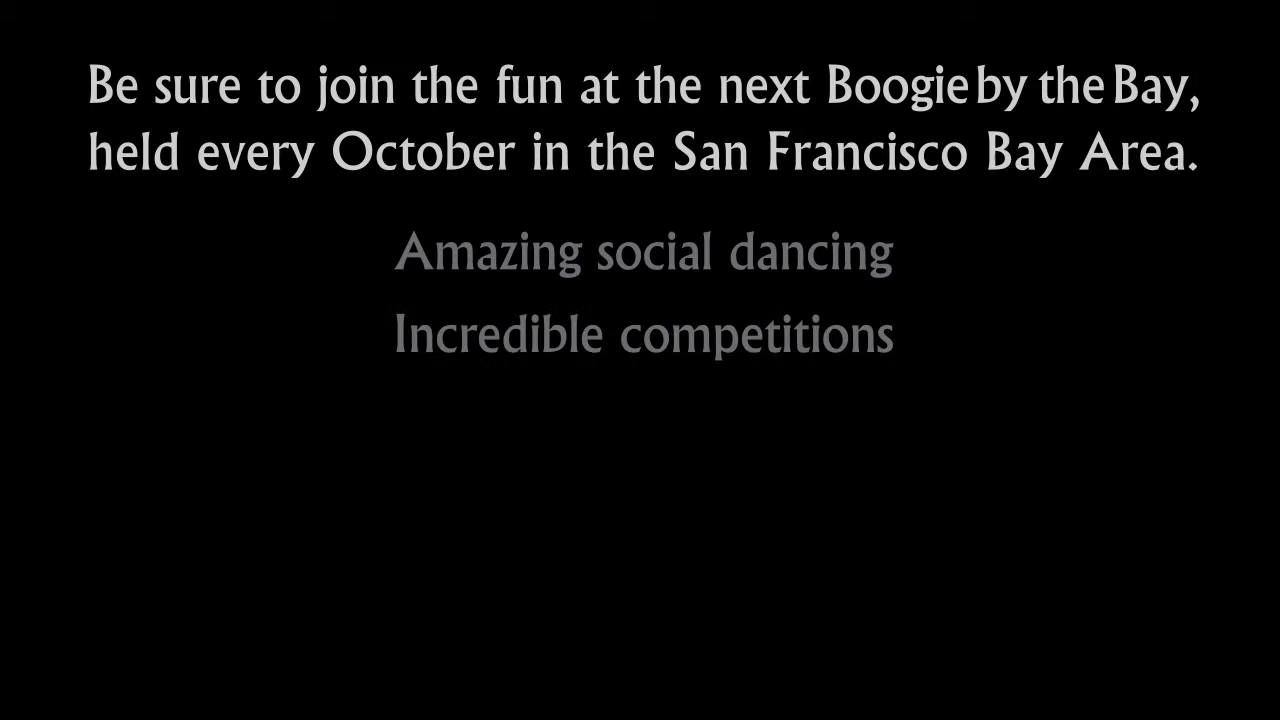 Be sure to join the fun at the next Boogie by the Bay,
held every October in the San Francisco Bay Area.
Amazing social dancing
Incredible competitions